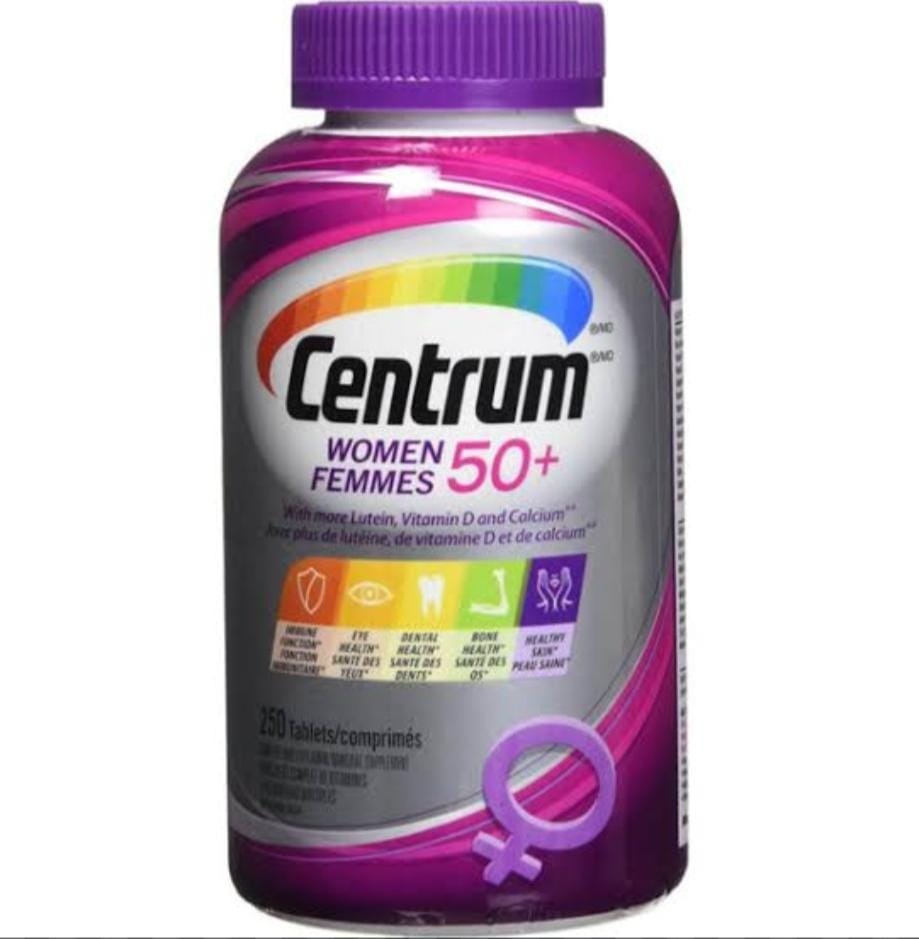 ®/MD
Centrum ®/MD
WOMEN
FEMMES 50+
With more Lutein, Vitamin D and Calcium⁺⁺
Avec plus de lutéine, de vitamine D et de calcium⁺⁺
IMMUNE FUNCTION* FONCTION IMMUNITAIRE*
EYE HEALTH* SANTÉ DES YEUX*
DENTAL HEALTH* SANTÉ DES DENTS*
BONE HEALTH* SANTÉ DES OS*
HEALTHY SKIN* PEAU SAINE*
250 Tablets/comprimés